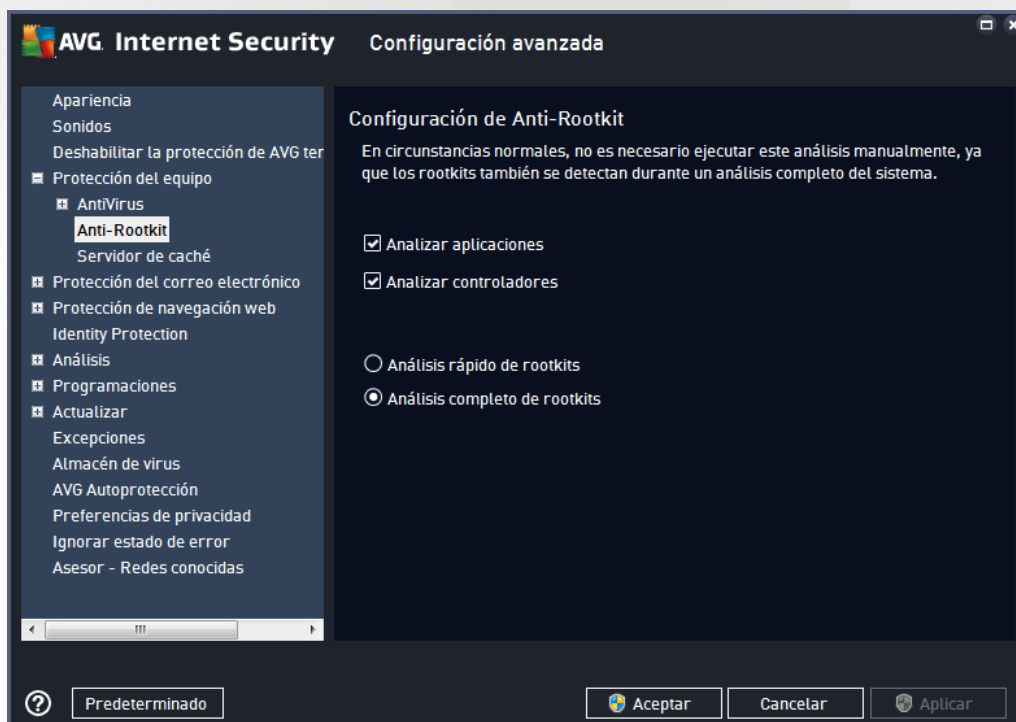 AVG. Internet Security Configuración avanzada
Apariencia
Sonidos
Deshabilitar la protección de AVG ter
Protección del equipo
AntiVirus
Anti-Rootkit
Servidor de caché
Protección del correo electrónico
Protección de navegación web
Identity Protection
Análisis
Programaciones
Actualizar
Excepciones
Almacén de virus
AVG Autoprotección
Preferencias de privacidad
Ignorar estado de error
Asesor - Redes conocidas
Configuración de Anti-Rootkit
En circunstancias normales, no es necesario ejecutar este análisis manualmente, ya
que los rootkits también se detectan durante un análisis completo del sistema.
Analizar aplicaciones
Analizar controladores
Análisis rápido de rootkits
Análisis completo de rootkits
Predeterminado
Aceptar
Cancelar
Aplicar